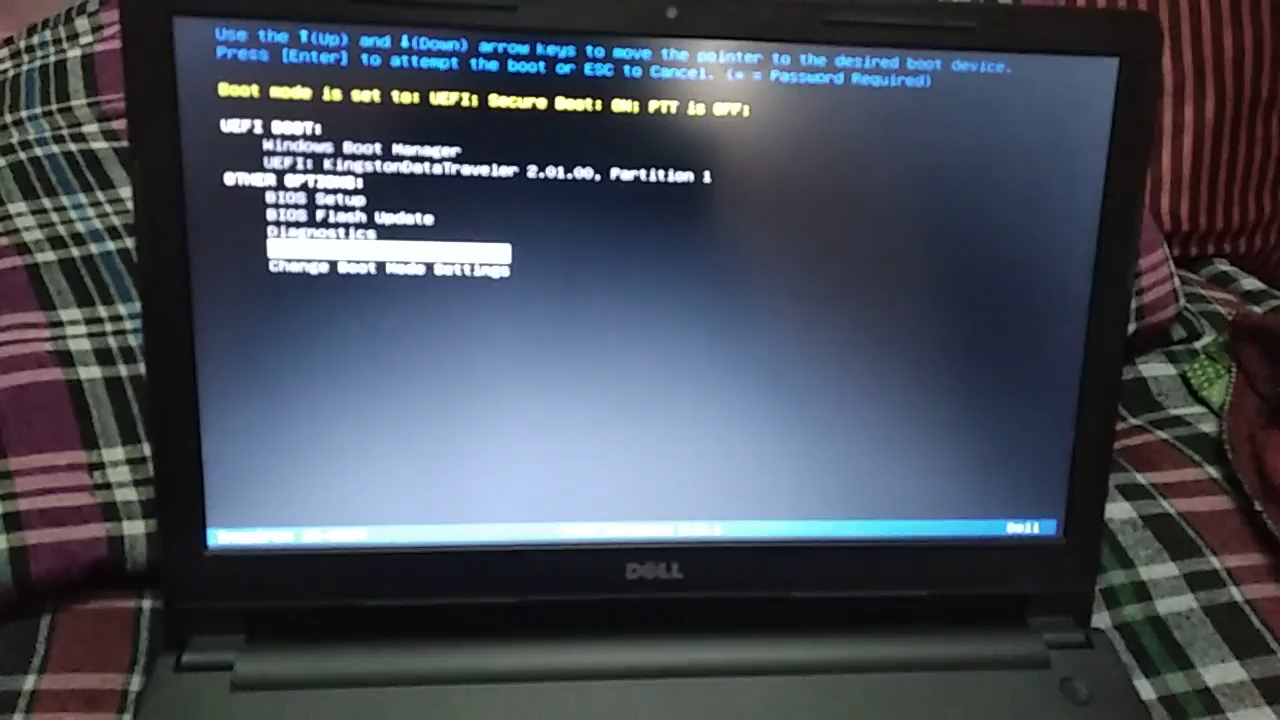 Use the ↑(Up) and ↓(Down) arrow keys to move the pointer to the desired boot device.
Press [Enter] to attempt the boot or ESC to Cancel. (* = Password Required)
Boot mode is set to: UEFI; Secure Boot: ON; PTT is OFF;
UEFI BOOT:
Windows Boot Manager
UEFI: KingstonDataTraveler 2.01.00, Partition 1
OTHER OPTIONS:
BIOS Setup
BIOS Flash Update
Diagnostics
Change Boot Mode Settings
Dell
DELL